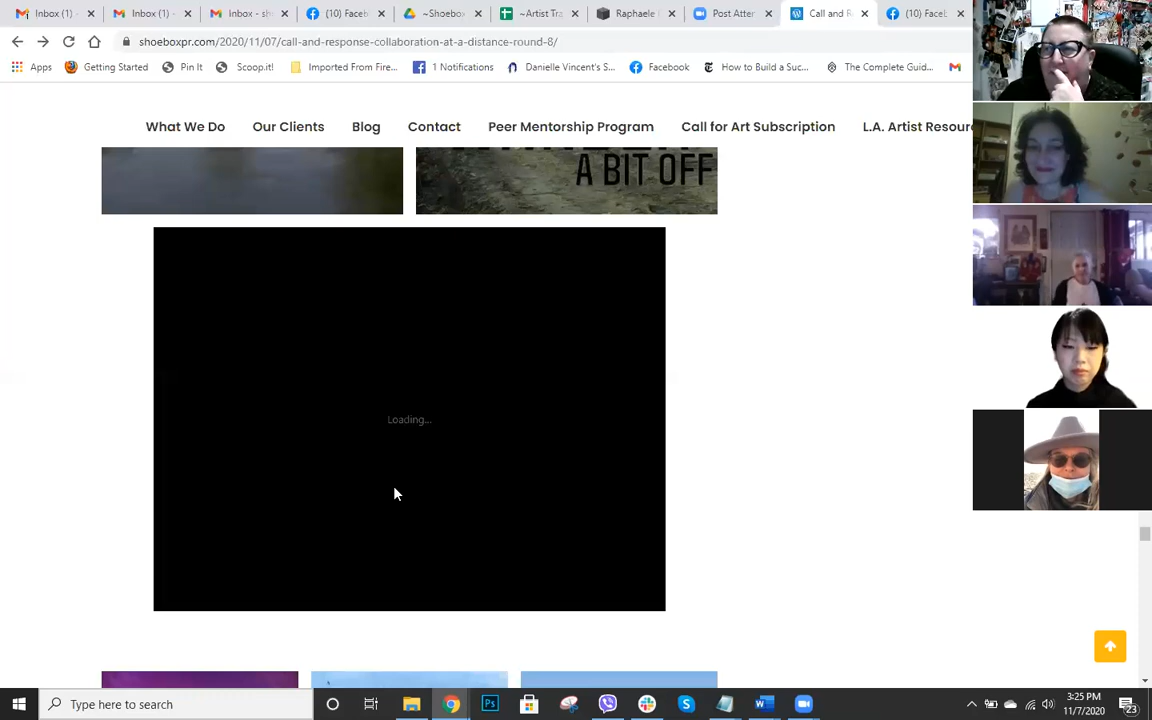 Inbox (1) - Inbox (1) - Inbox - sh (10) Faceb ~Shoebo ~Artist Tra Raphaele Post Atter Call and R (10) Faceb
shoeboxpr.com/2020/11/07/call-and-response-collaboration-at-a-distance-round-8/
Apps Getting Started Pin It Scoop.it! Imported From Fire... 1 Notifications Danielle Vincent's S... Facebook How to Build a Suc... The Complete Guid...
What We Do Our Clients Blog Contact Peer Mentorship Program Call for Art Subscription L.A. Artist Resour
A BIT OFF
Loading...
Type here to search
3:25 PM
11/7/2020
23